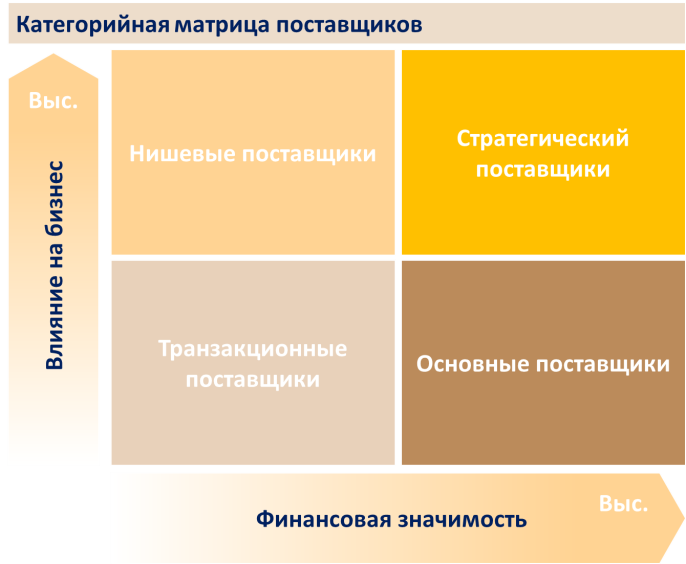 Категорийная матрица поставщиков
Выс.
Влияние на бизнес
Нишевые поставщики
Стратегический
поставщики
Транзакционные
поставщики
Основные поставщики
Выс.
Финансовая значимость